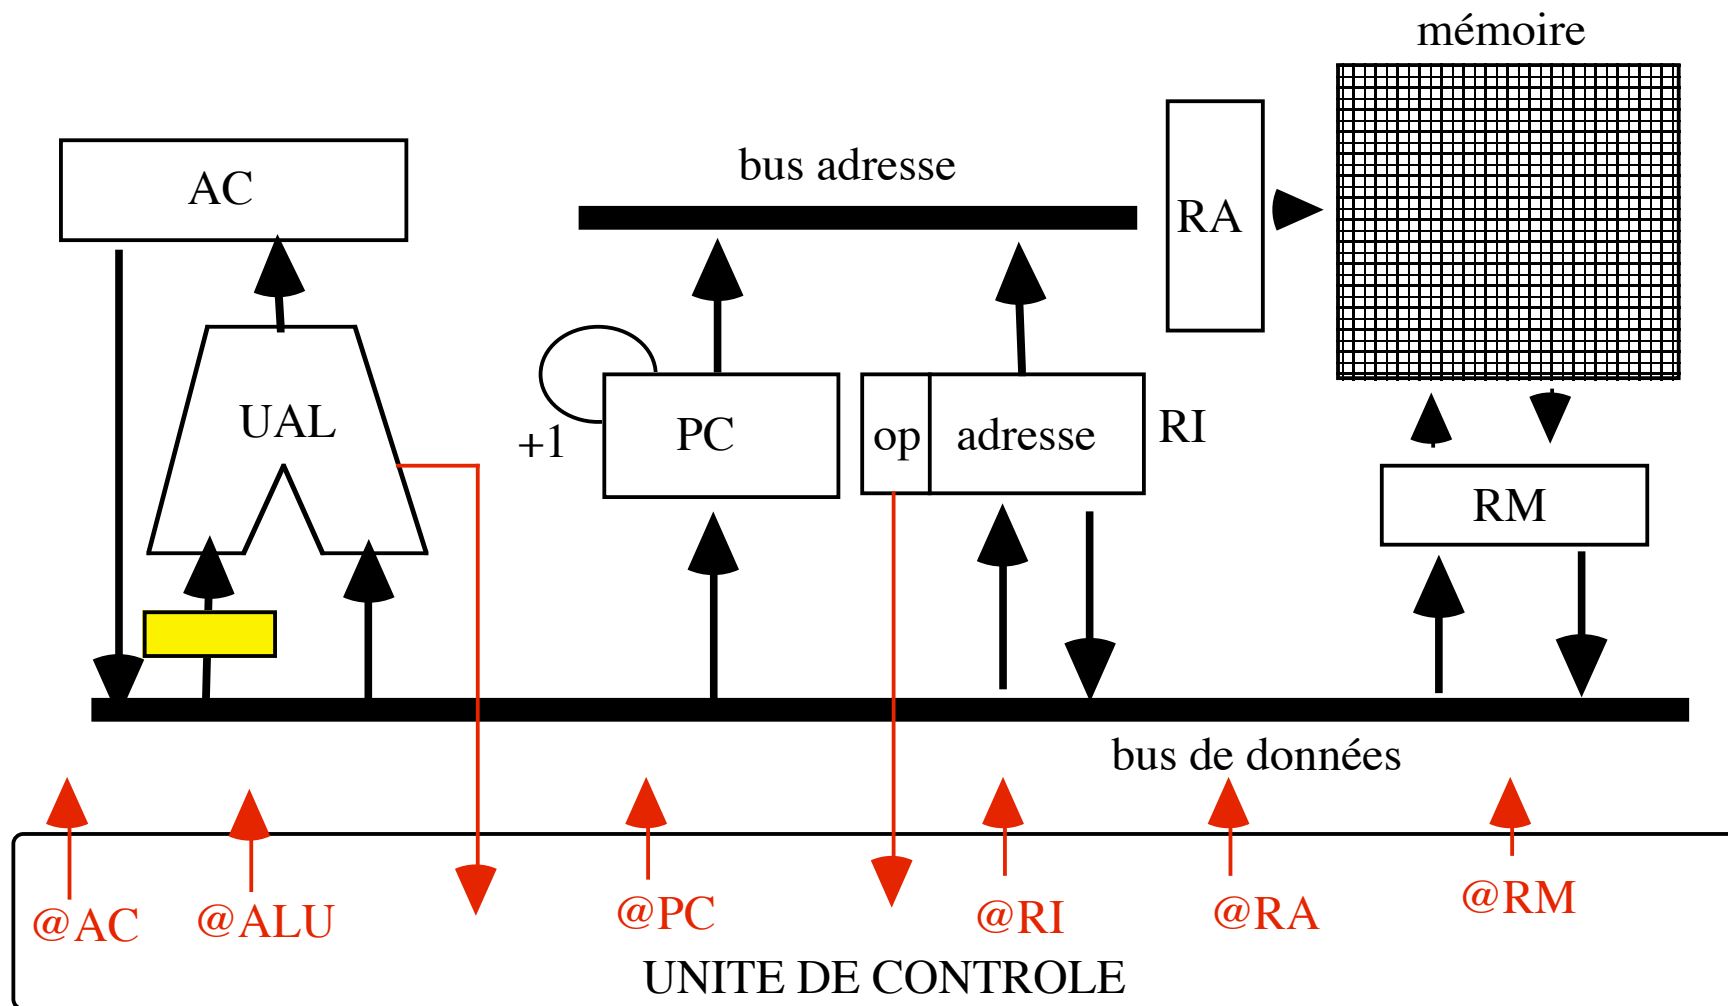 mémoire
AC
bus adresse
RA
UAL
+1
PC
op
adresse
RI
RM
bus de données
@AC
@ALU
@PC
@RI
@RA
@RM
UNITE DE CONTROLE